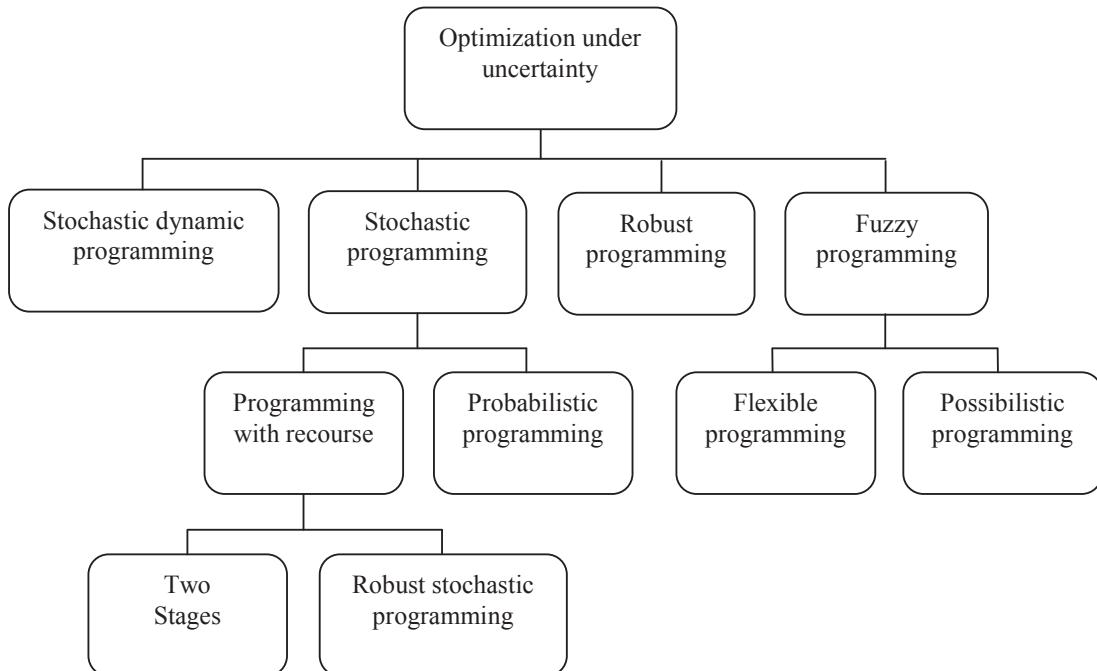 Optimization under
uncertainty
Stochastic dynamic
programming
Stochastic
programming
Robust
programming
Fuzzy
programming
Programming
with recourse
Probabilistic
programming
Flexible
programming
Possibilistic
programming
Two
Stages
Robust stochastic
programming